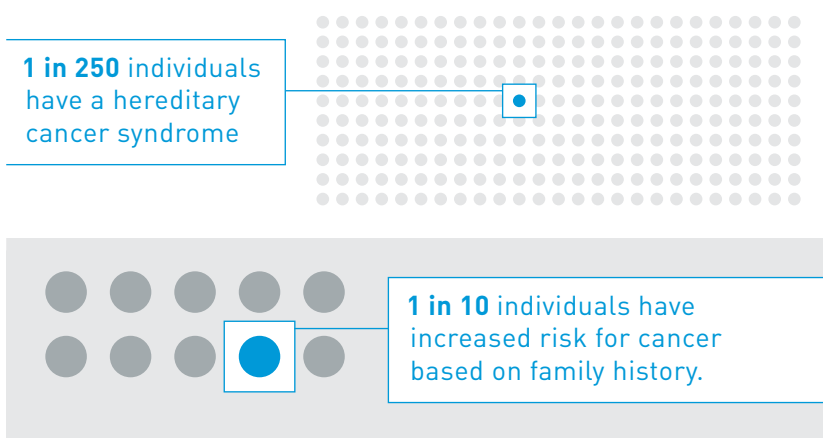 1 in 250 individuals
have a hereditary
cancer syndrome
1 in 10 individuals have
increased risk for cancer
based on family history.